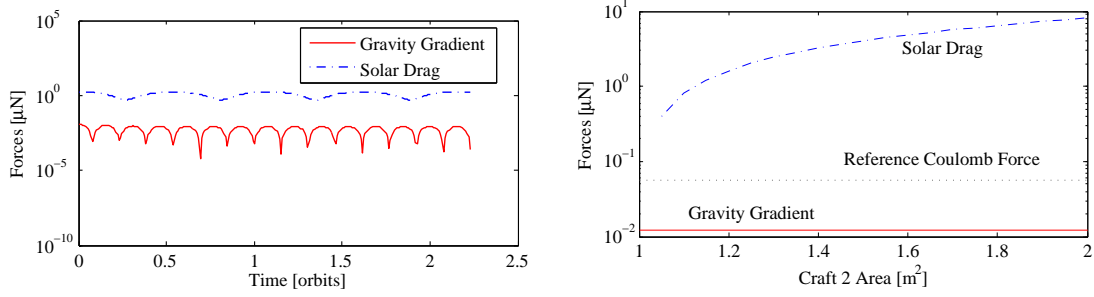 10^5
10^0
10^−5
10^−10
Forces [µN]
0
0.5
1
1.5
2
2.5
Time [orbits]
Gravity Gradient
Solar Drag
10^1
10^0
10^−1
10^−2
Forces [µN]
Solar Drag
Reference Coulomb Force
Gravity Gradient
1
1.2
1.4
1.6
1.8
2
Craft 2 Area [m^2]